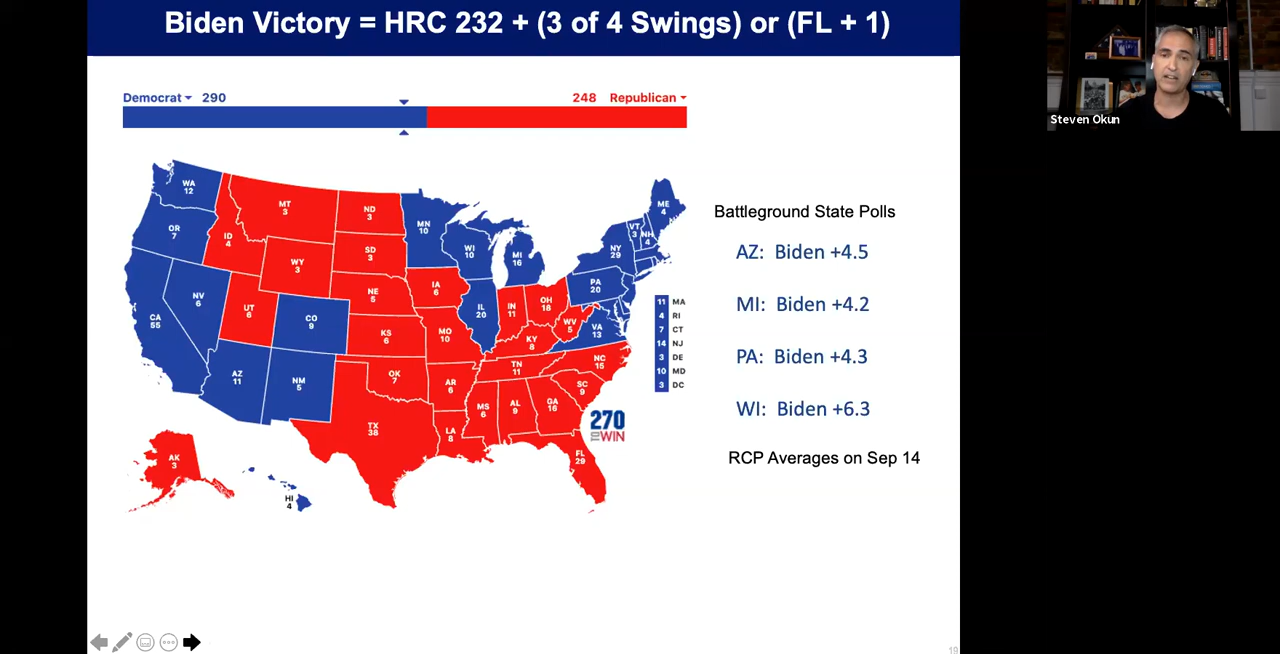 Biden Victory = HRC 232 + (3 of 4 Swings) or (FL + 1)
Steven Okun
Democrat 290
248 Republican
WA
12
OR
7
CA
55
NV
6
ID
4
MT
3
WY
3
UT
6
AZ
11
CO
9
NM
5
ND
3
SD
3
NE
5
KS
6
OK
7
TX
38
MN
10
IA
6
MO
10
AR
6
LA
8
WI
10
IL
20
MI
16
IN
11
OH
18
KY
8
TN
11
MS
6
AL
9
GA
16
FL
29
SC
9
NC
15
VA
13
WV
5
PA
20
NY
29
VT
3
NH
4
ME
4
AK
3
HI
4
11 MA
4 RI
7 CT
14 NJ
3 DE
10 MD
3 DC
270
TO WIN
Battleground State Polls
AZ: Biden +4.5
MI: Biden +4.2
PA: Biden +4.3
WI: Biden +6.3
RCP Averages on Sep 14
19